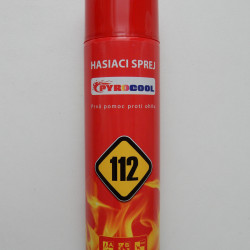 HASIACI SPREJ
PYROCOOL
Prvá pomoc proti ohňu
112